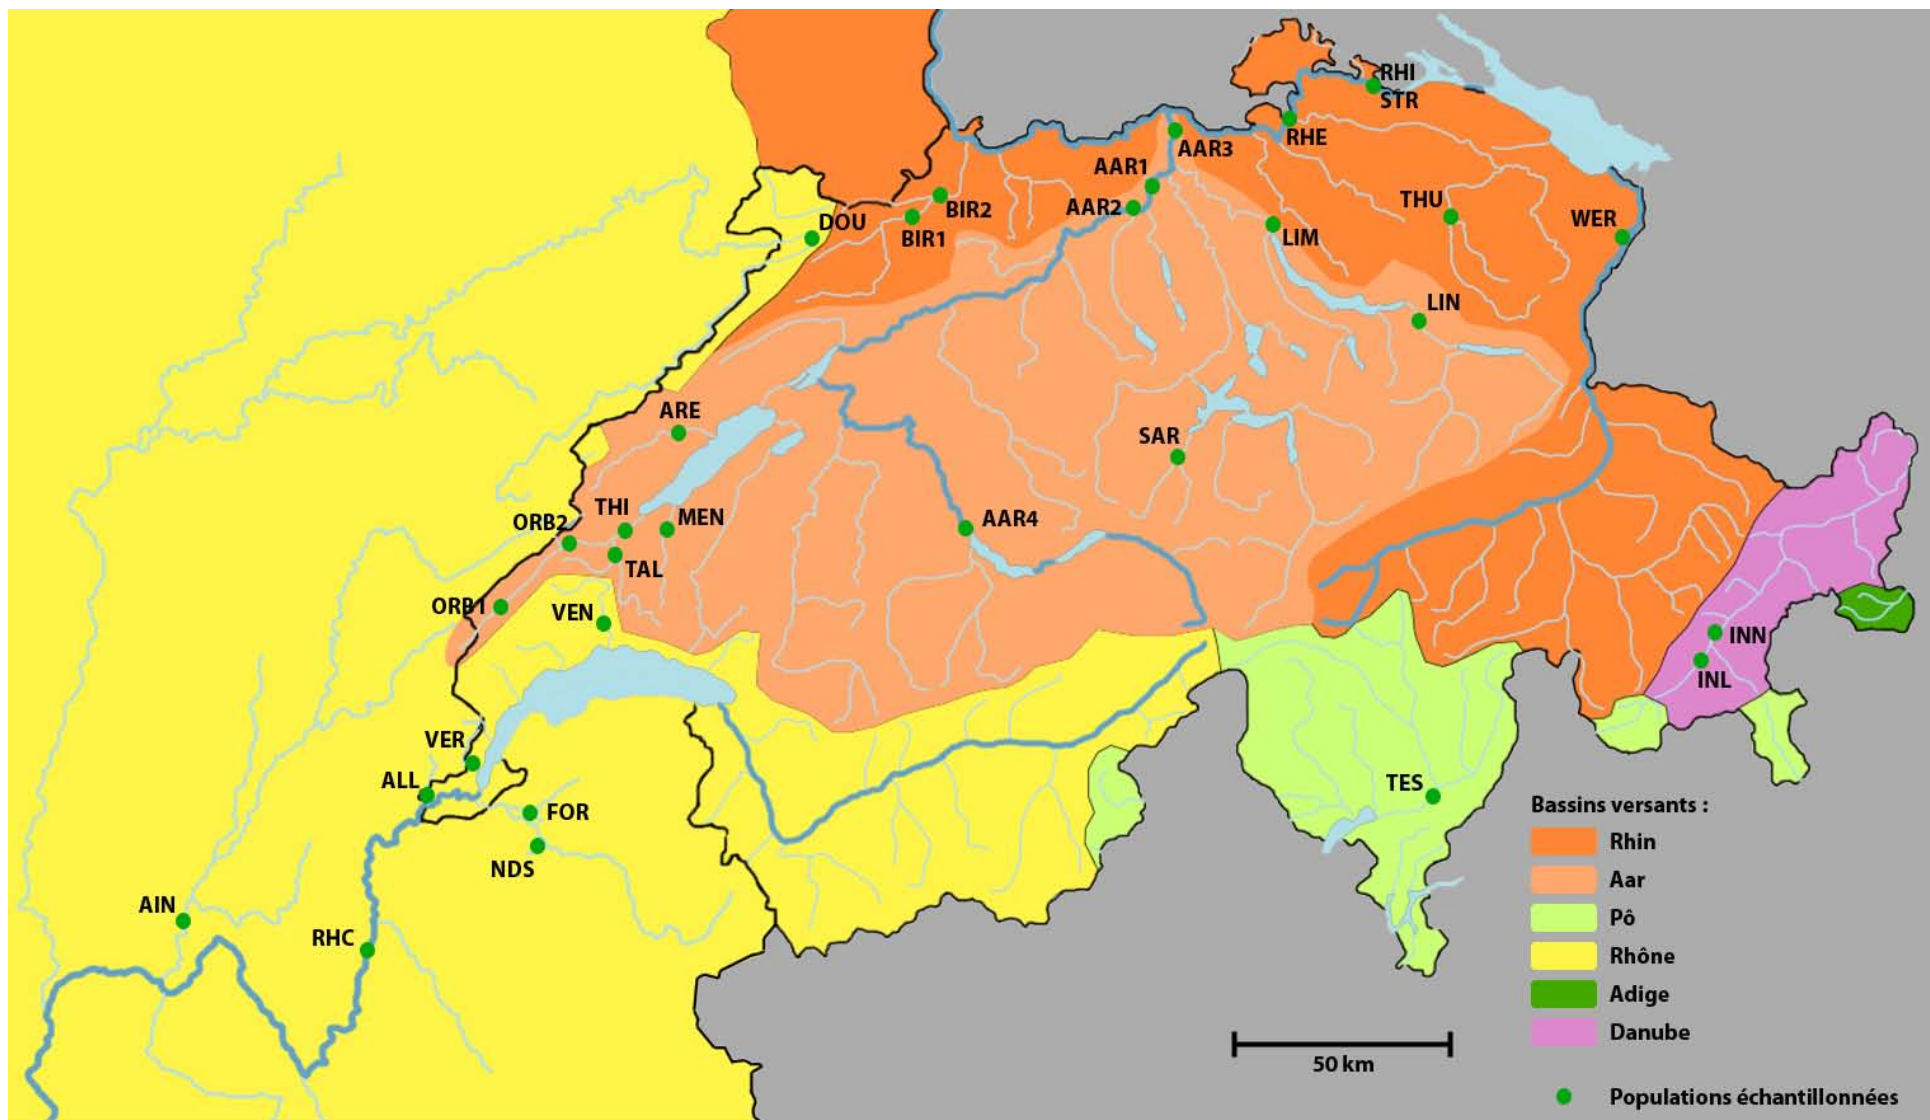 RHI
STR
RHE
AAR3
AAR1
AAR2
BIR2
BIR1
DOU
THU
WER
LIM
LIN
ARE
SAR
THI
MEN
ORB2
TAL
AAR4
ORB1
VEN
INN
INL
VER
ALL
FOR
NDS
TES
AIN
RHC
Bassins versants :
Rhin
Aar
Pô
Rhône
Adige
Danube
50 km
Populations échantillonnées